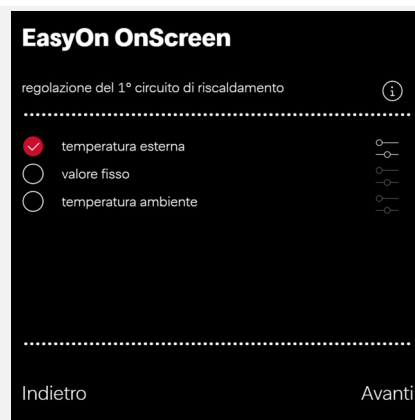 EasyOn OnScreen
regolazione del 1° circuito di riscaldamento
temperatura esterna
valore fisso
temperatura ambiente
Indietro
Avanti